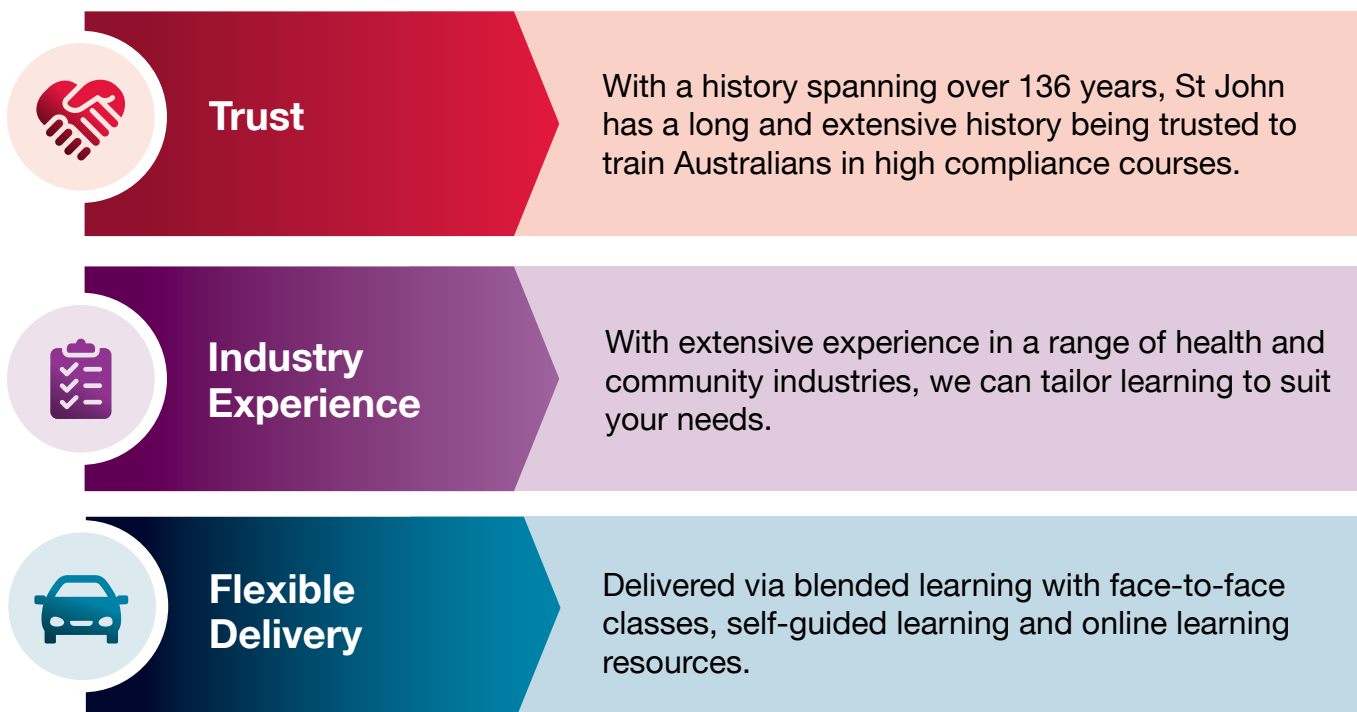 Trust
With a history spanning over 136 years, St John
has a long and extensive history being trusted to
train Australians in high compliance courses.
Industry
Experience
With extensive experience in a range of health and
community industries, we can tailor learning to suit
your needs.
Flexible
Delivery
Delivered via blended learning with face-to-face
classes, self-guided learning and online learning
resources.